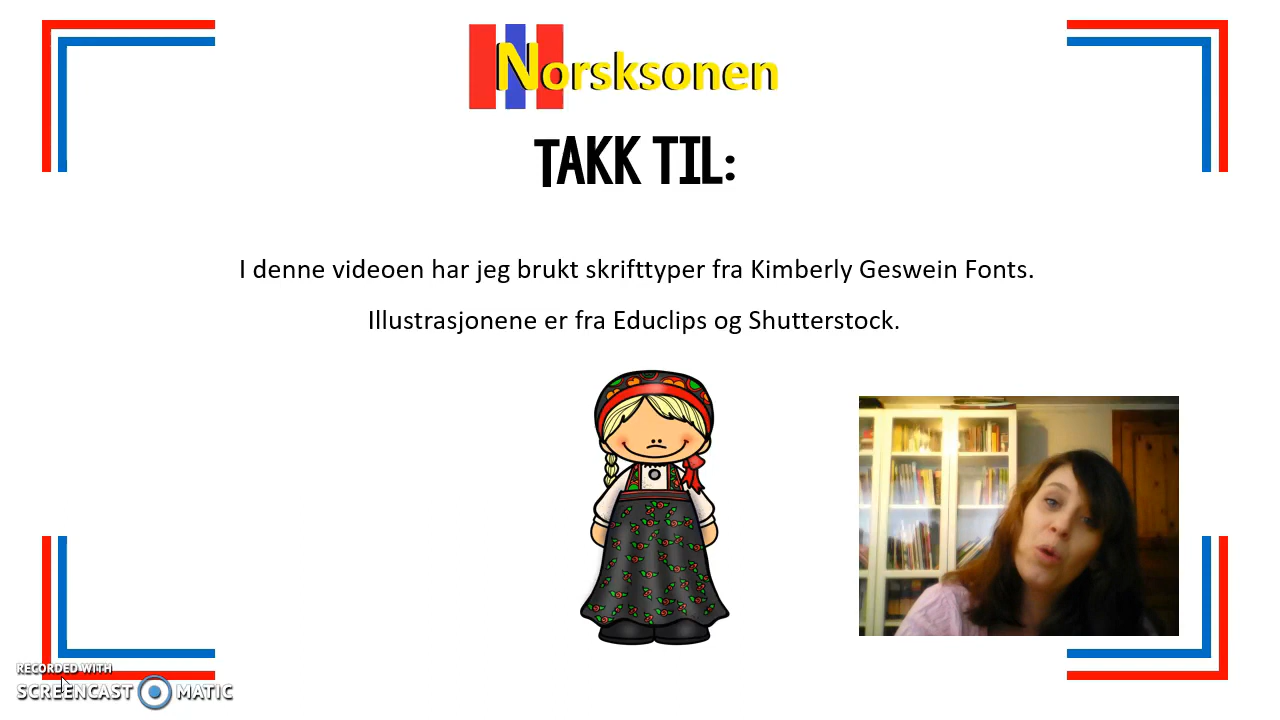 Norsksonen
TAKK TIL:
I denne videoen har jeg brukt skrifttyper fra Kimberly Geswein Fonts.
Illustrasjonene er fra Educlips og Shutterstock.
RECORDED WITH
SCREENCAST MATIC